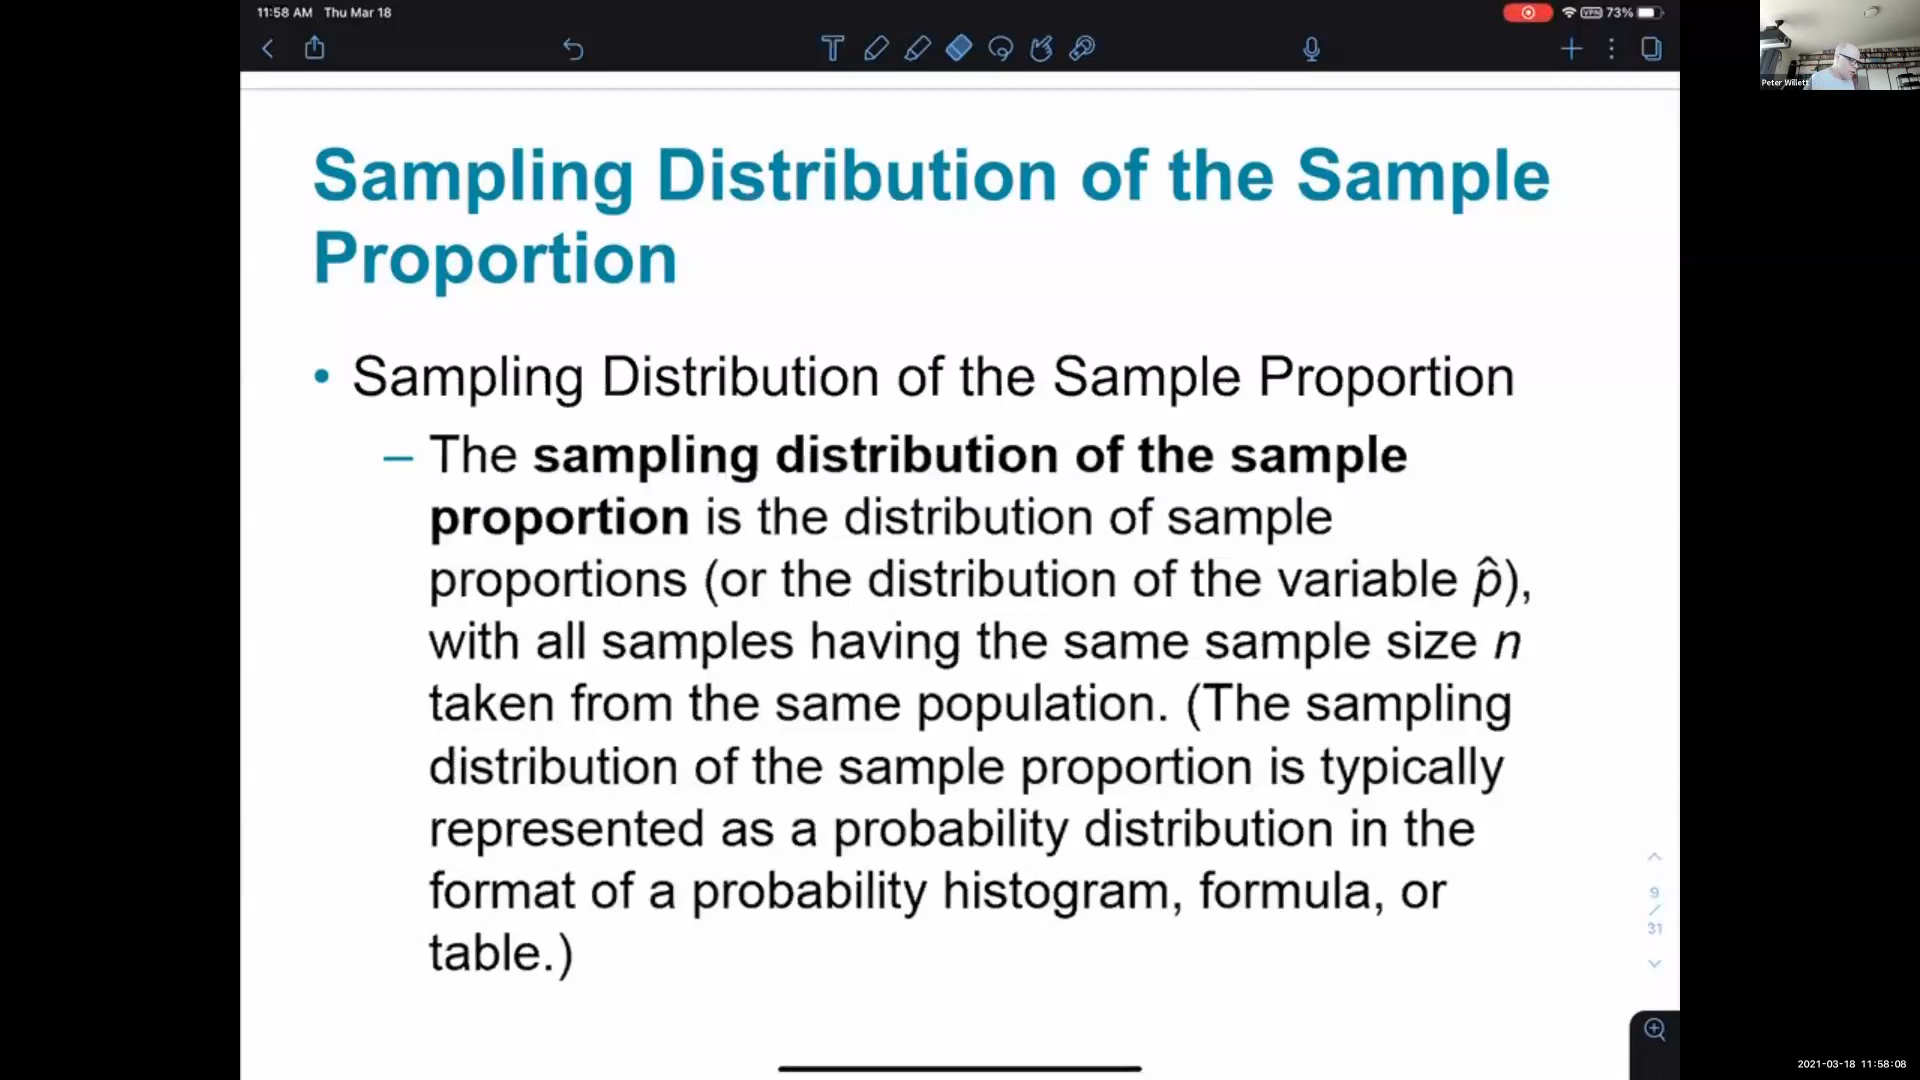 11:58 AM Thu Mar 18
VPN 73%
Peter Willett
Sampling Distribution of the Sample
Proportion
• Sampling Distribution of the Sample Proportion
– The sampling distribution of the sample
proportion is the distribution of sample
proportions (or the distribution of the variable p̂),
with all samples having the same sample size n
taken from the same population. (The sampling
distribution of the sample proportion is typically
represented as a probability distribution in the
format of a probability histogram, formula, or
table.)
9
/
31
2021-03-18 11:58:08